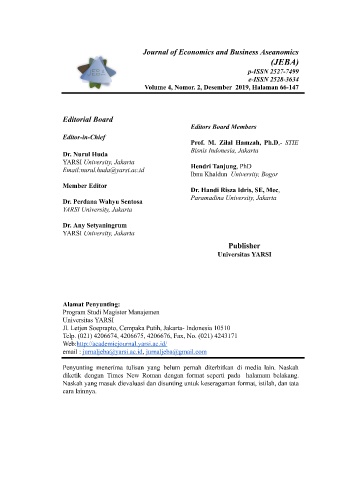 Journal of Economics and Business Aseanomics
(JEBA)
p-ISSN 2527-7499
e-ISSN 2528-3634
Volume 4, Nomor. 2, Desember 2019, Halaman 66-147
JEBA
Editorial Board
Editor-in-Chief
Dr. Nurul Huda
YARSI University, Jakarta
Email:nurul.huda@yarsi.ac.id
Member Editor
Dr. Perdana Wahyu Sentosa
YARSI University, Jakarta
Dr. Any Setyaningrum
YARSI University, Jakarta
Editors Board Members
Prof. M. Zilal Hamzah, Ph.D.- STIE
Bisnis Indonesia, Jakarta
Hendri Tanjung, PhD
Ibnu Khaldun University, Bogor
Dr. Handi Risza Idris, SE, Mec,
Paramadina University, Jakarta
Publisher
Universitas YARSI
Alamat Penyunting:
Program Studi Magister Manajemen
Universitas YARSI
Jl. Letjen Soeprapto, Cempaka Putih, Jakarta- Indonesia 10510
Telp. (021) 4206674, 4206675, 4206676, Fax, No. (021) 4243171
Web:http://academicjournal.yarsi.ac.id/
email : jurnaljeba@yarsi.ac.id, jurnaljeba@gmail.com
Penyunting menerima tulisan yang belum pernah diterbitkan di media lain. Naskah
diketik dengan Times New Roman dengan format seperti pada halaman belakang.
Naskah yang masuk dievaluasi dan disunting untuk keseragaman format, istilah, dan tata
cara lainnya.